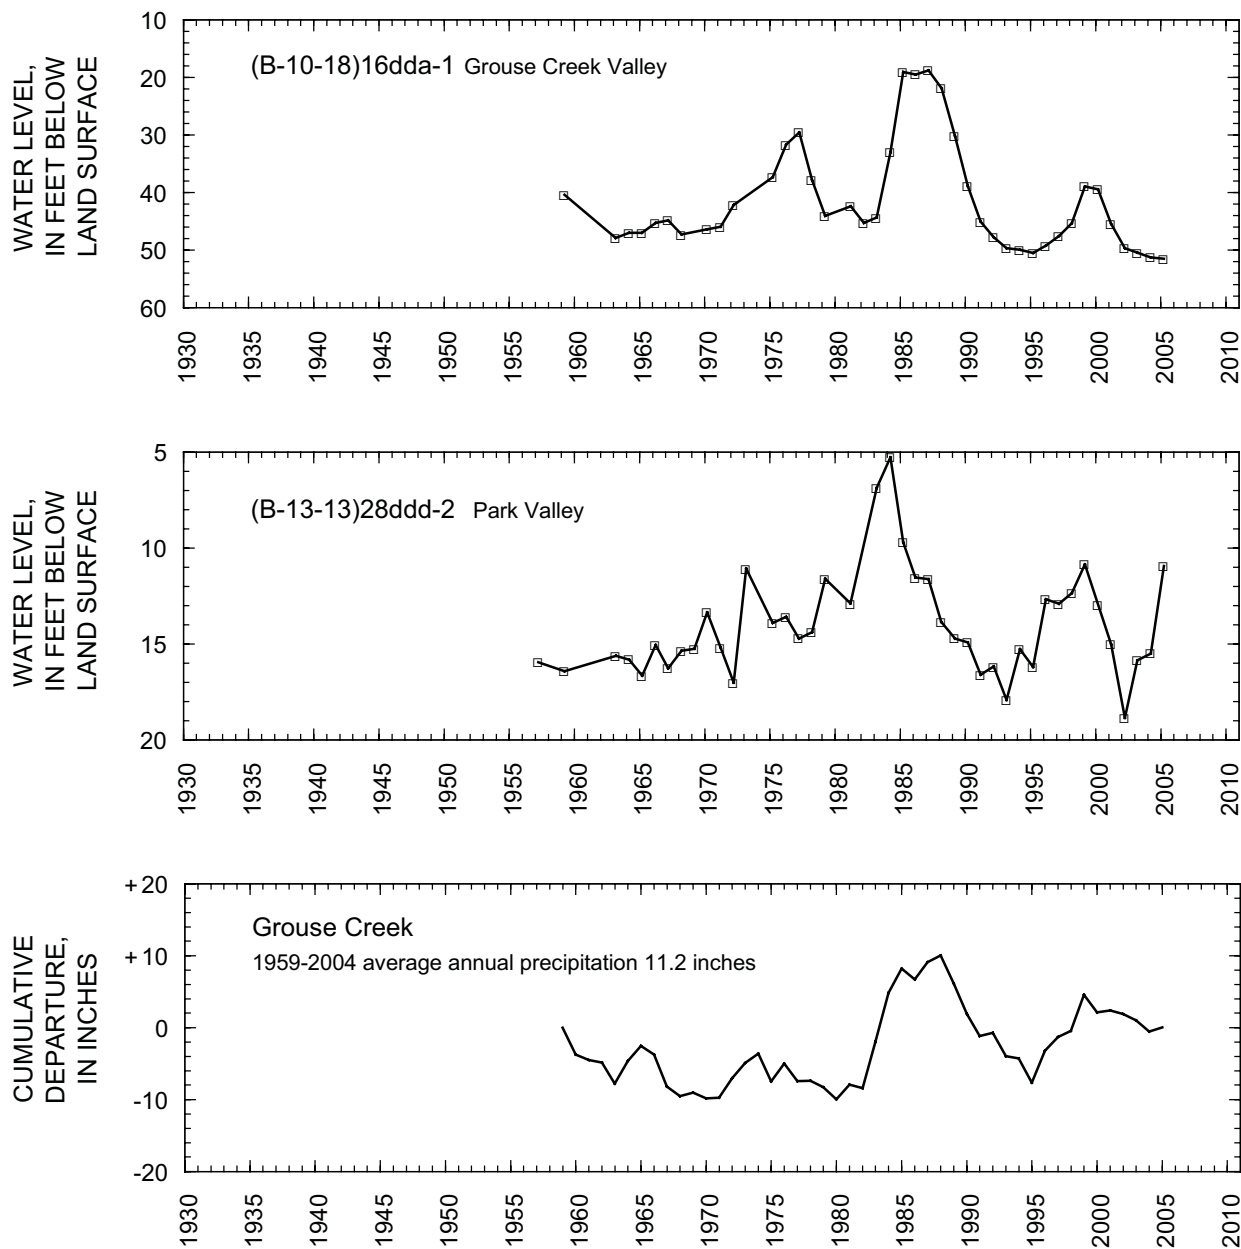 WATER LEVEL,
IN FEET BELOW
LAND SURFACE
10
20
30
40
50
60
(B-10-18)16dda-1 Grouse Creek Valley
1930 1935 1940 1945 1950 1955 1960 1965 1970 1975 1980 1985 1990 1995 2000 2005 2010
WATER LEVEL,
IN FEET BELOW
LAND SURFACE
5
10
15
20
(B-13-13)28ddd-2 Park Valley
1930 1935 1940 1945 1950 1955 1960 1965 1970 1975 1980 1985 1990 1995 2000 2005 2010
CUMULATIVE
DEPARTURE,
IN INCHES
+20
+10
0
-10
-20
Grouse Creek
1959-2004 average annual precipitation 11.2 inches
1930 1935 1940 1945 1950 1955 1960 1965 1970 1975 1980 1985 1990 1995 2000 2005 2010